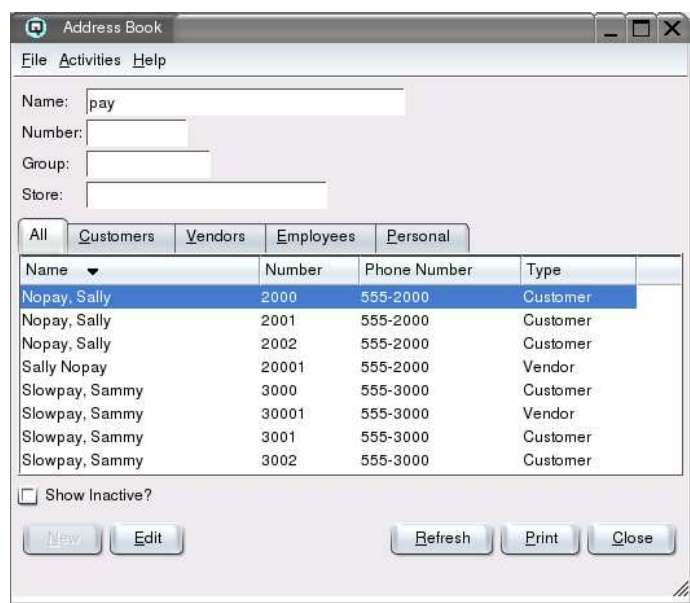 Address Book
File Activities Help
Name: pay
Number:
Group:
Store:
All Customers Vendors Employees Personal
Name Number Phone Number Type
Nopay, Sally 2000 555-2000 Customer
Nopay, Sally 2001 555-2000 Customer
Nopay, Sally 2002 555-2000 Customer
Sally Nopay 20001 555-2000 Vendor
Slowpay, Sammy 3000 555-3000 Customer
Slowpay, Sammy 30001 555-3000 Vendor
Slowpay, Sammy 3001 555-3000 Customer
Slowpay, Sammy 3002 555-3000 Customer
Show Inactive?
New Edit Refresh Print Close